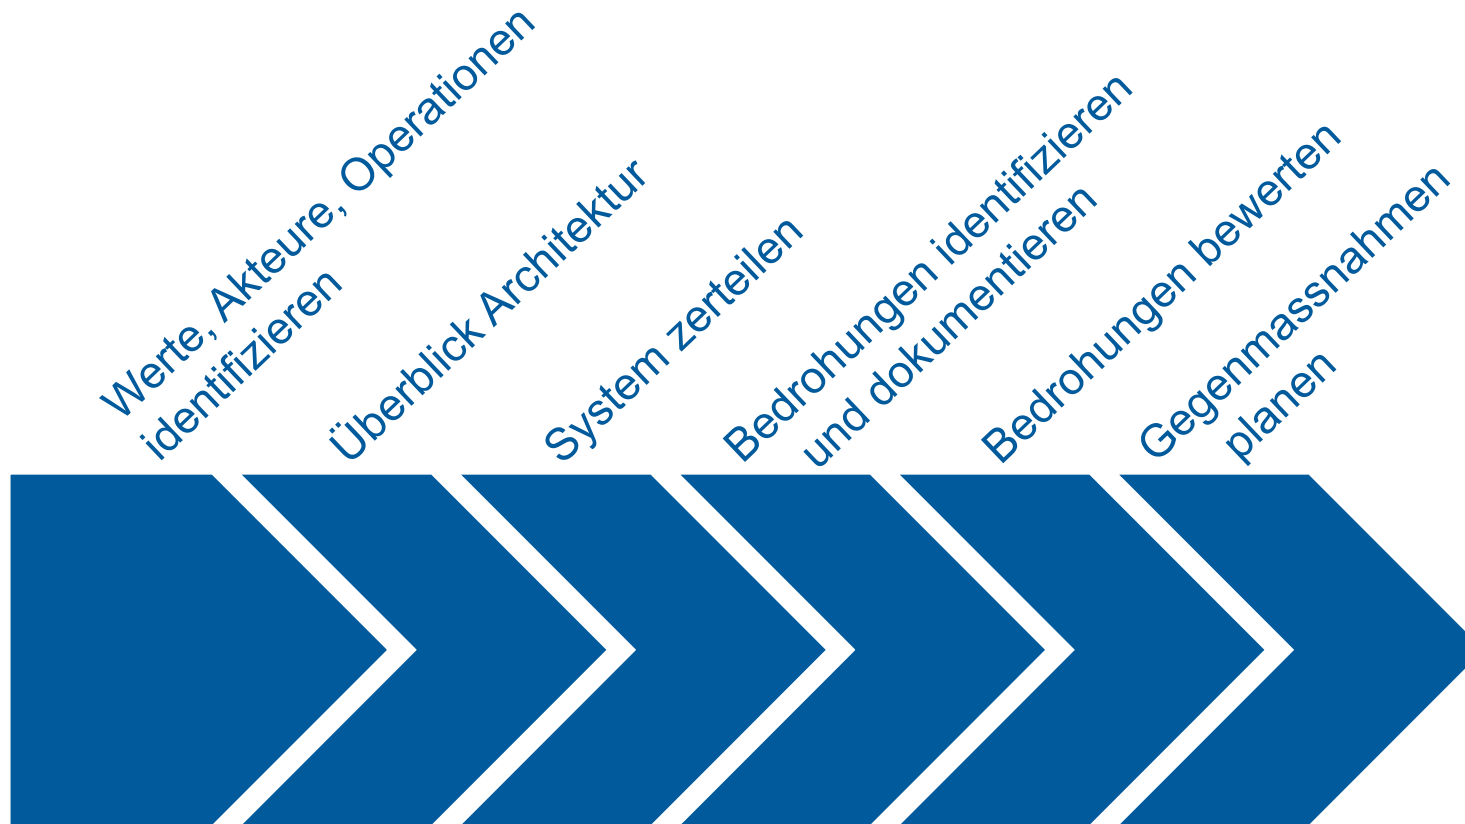 Werte, Akteure, Operationen
identifizieren
Überblick Architektur
System zerteilen
Bedrohungen identifizieren
und dokumentieren
Bedrohungen bewerten
Gegenmassnahmen
planen